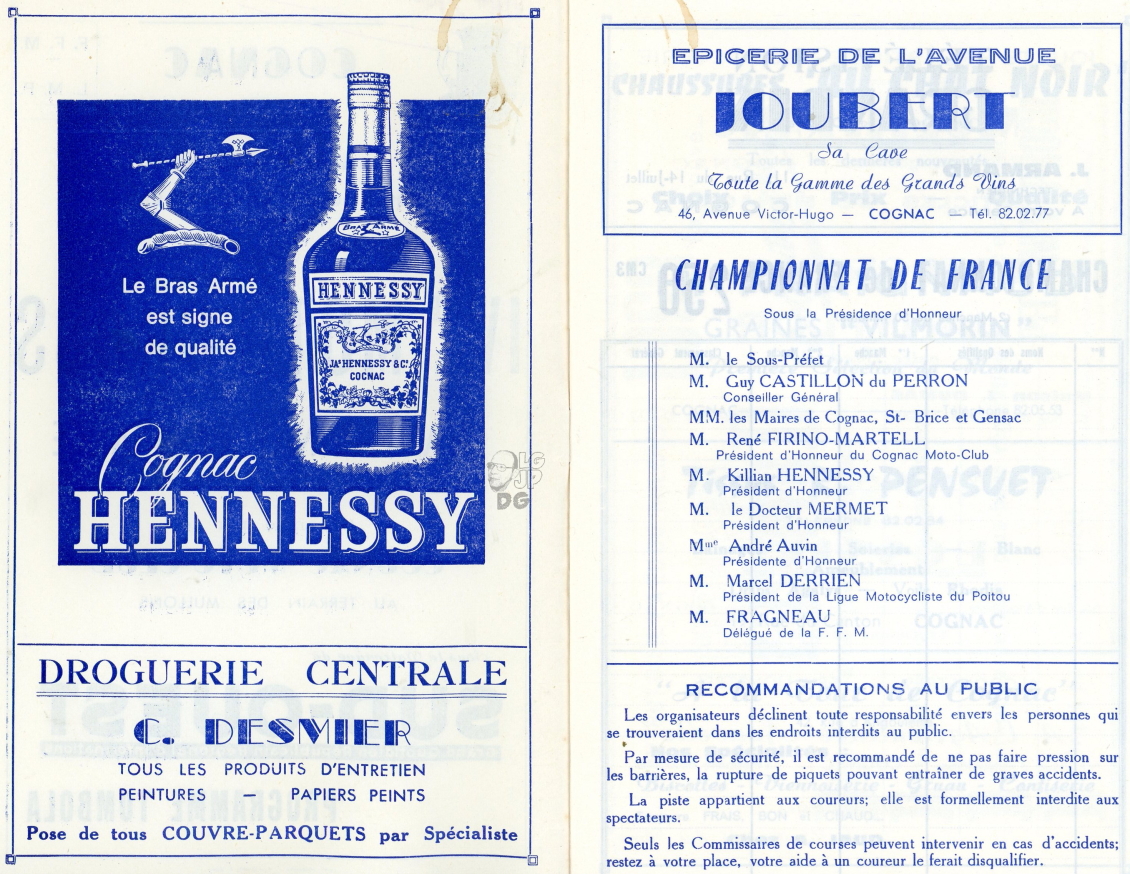 Le Bras Armé
est signe
de qualité
BRAS ARMÉ
HENNESSY
JAS HENNESSY & CO
COGNAC
Cognac
HENNESSY
DROGUERIE CENTRALE
C. DESMIER
TOUS LES PRODUITS D'ENTRETIEN
PEINTURES — PAPIERS PEINTS
Pose de tous COUVRE-PARQUETS par Spécialiste
LG
JP
DG
EPICERIE DE L'AVENUE
JOUBERT
Sa Cave
Toute la Gamme des Grands Vins
46, Avenue Victor-Hugo — COGNAC — Tél. 82.02.77
CHAMPIONNAT DE FRANCE
Sous la Présidence d'Honneur
M. le Sous-Préfet
M. Guy CASTILLON du PERRON
Conseiller Général
MM. les Maires de Cognac, St- Brice et Gensac
M. René FIRINO-MARTELL
Président d'Honneur du Cognac Moto-Club
M. Killian HENNESSY
Président d'Honneur
M. le Docteur MERMET
Président d'Honneur
Mme André Auvin
Présidente d'Honneur
M. Marcel DERRIEN
Président de la Ligue Motocycliste du Poitou
M. FRAGNEAU
Délégué de la F. F. M.
RECOMMANDATIONS AU PUBLIC
Les organisateurs déclinent toute responsabilité envers les personnes qui
se trouveraient dans les endroits interdits au public.
Par mesure de sécurité, il est recommandé de ne pas faire pression sur
les barrières, la rupture de piquets pouvant entraîner de graves accidents.
La piste appartient aux coureurs; elle est formellement interdite aux
spectateurs.
Seuls les Commissaires de courses peuvent intervenir en cas d'accidents;
restez à votre place, votre aide à un coureur le ferait disqualifier.